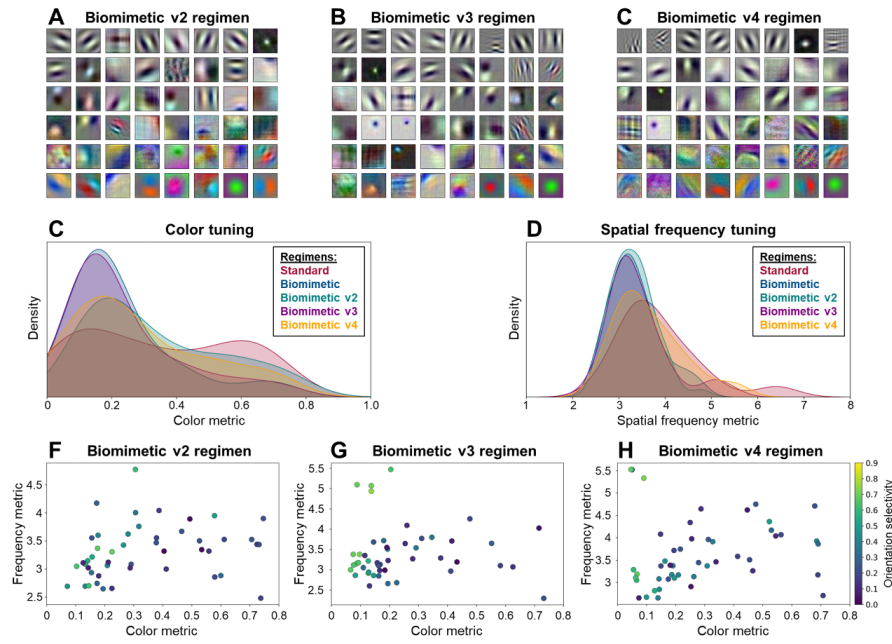 A Biomimetic v2 regimen
B Biomimetic v3 regimen
C Biomimetic v4 regimen
C Color tuning
Density
Regimens:
Standard
Biomimetic
Biomimetic v2
Biomimetic v3
Biomimetic v4
0 0.2 0.4 0.6 0.8 1.0
Color metric
D Spatial frequency tuning
Density
Regimens:
Standard
Biomimetic
Biomimetic v2
Biomimetic v3
Biomimetic v4
1 2 3 4 5 6 7 8
Spatial frequency metric
F Biomimetic v2 regimen
Frequency metric
4.5
4.0
3.5
3.0
2.5
0 0.1 0.2 0.3 0.4 0.5 0.6 0.7 0.8
Color metric
G Biomimetic v3 regimen
Frequency metric
5.5
5.0
4.5
4.0
3.5
3.0
2.5
0 0.1 0.2 0.3 0.4 0.5 0.6 0.7 0.8
Color metric
H Biomimetic v4 regimen
Frequency metric
5.5
5
4.5
4
3.5
3
0 0.1 0.2 0.3 0.4 0.5 0.6 0.7 0.8
Color metric
0.9
0.8
0.7
0.6
0.5
0.4
0.3
0.2
0.1
0.0
Orientation selectivity